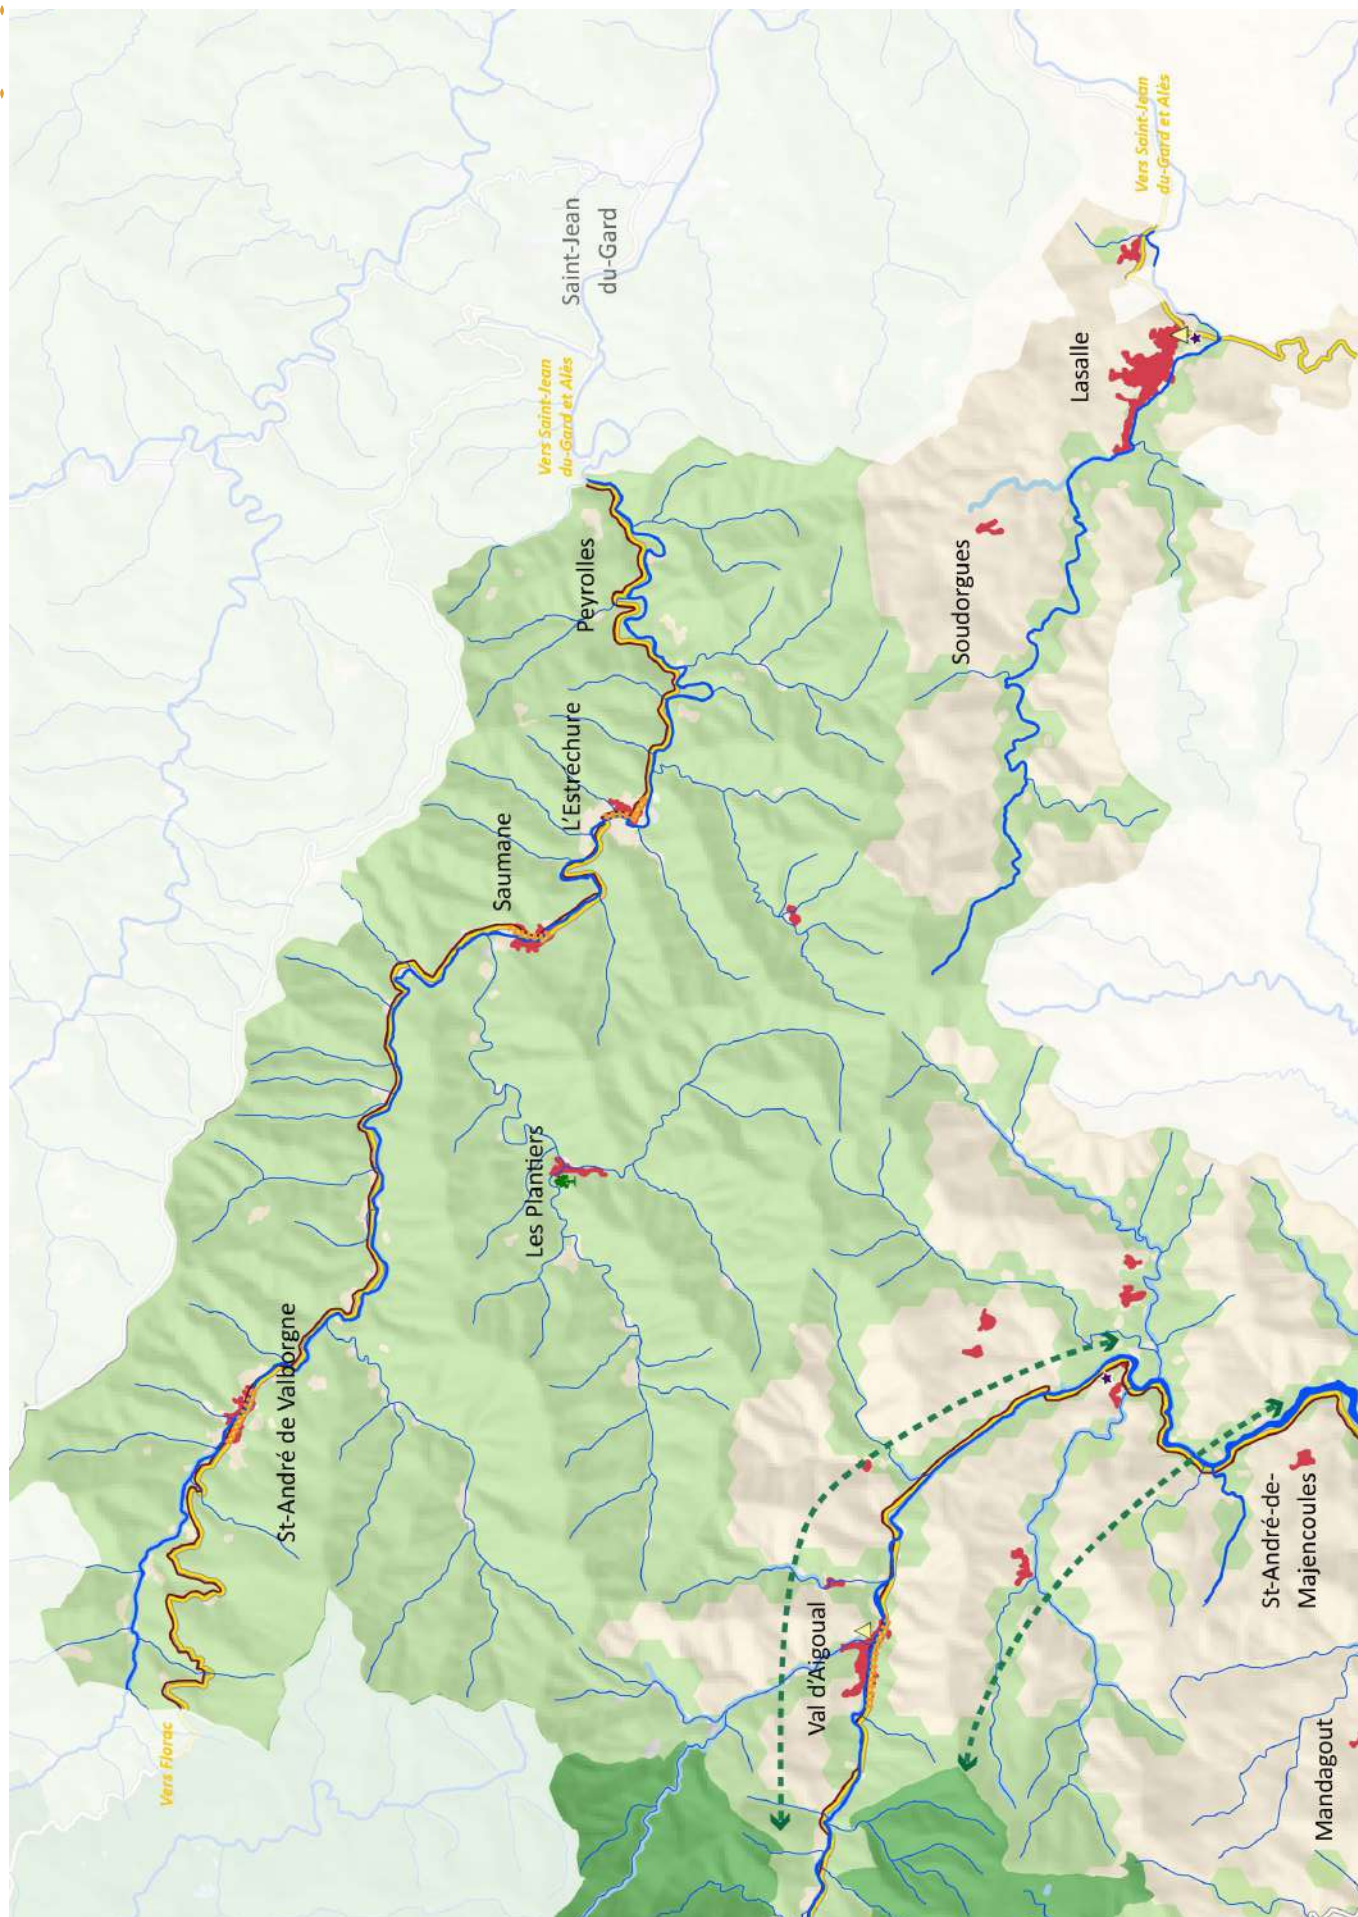 Vers Florac
St-André de Valborgne
Les Plantiers
Saumane
L'Estréchure
Peyrolles
Vers Saint-Jean
du-Gard et Alès
Saint-Jean
du-Gard
Val d'Aigoual
Soudorgues
Lasalle
Vers Saint-Jean
du-Gard et Alès
St-André-de-
Majencoules
Mandagout